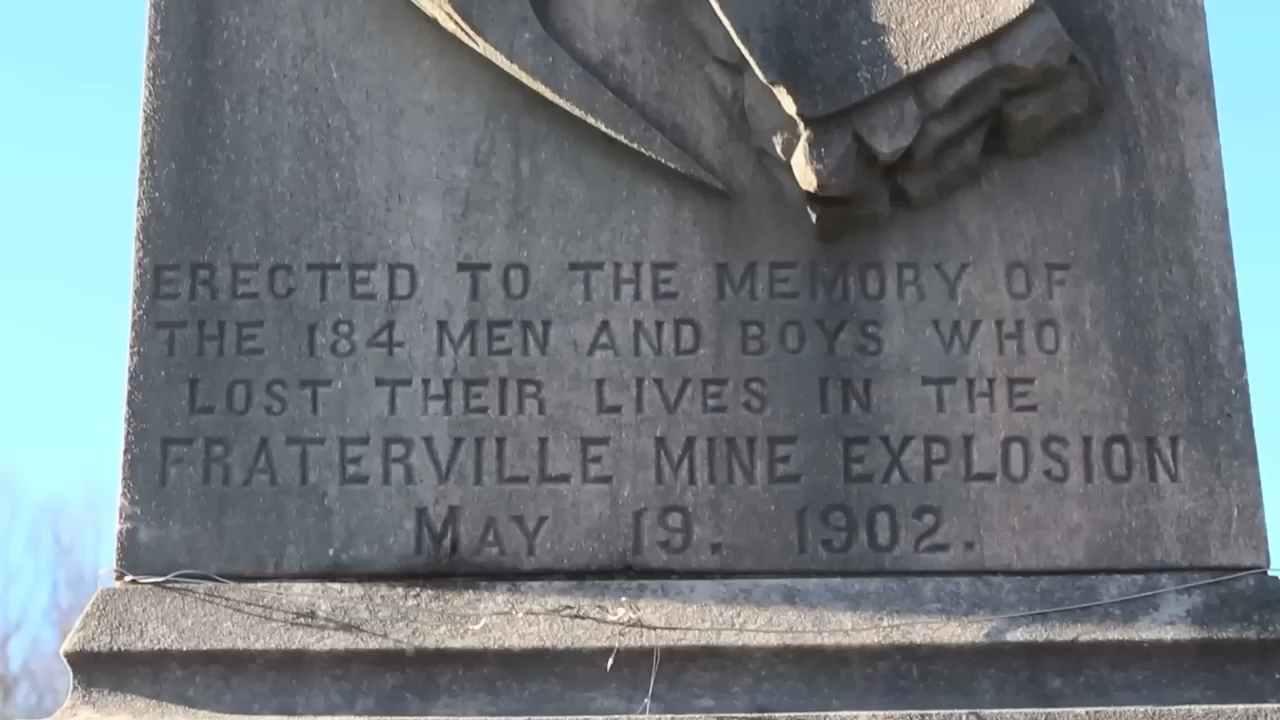 ERECTED TO THE MEMORY OF
THE 184 MEN AND BOYS WHO
LOST THEIR LIVES IN THE
FRATERVILLE MINE EXPLOSION
MAY 19. 1902.